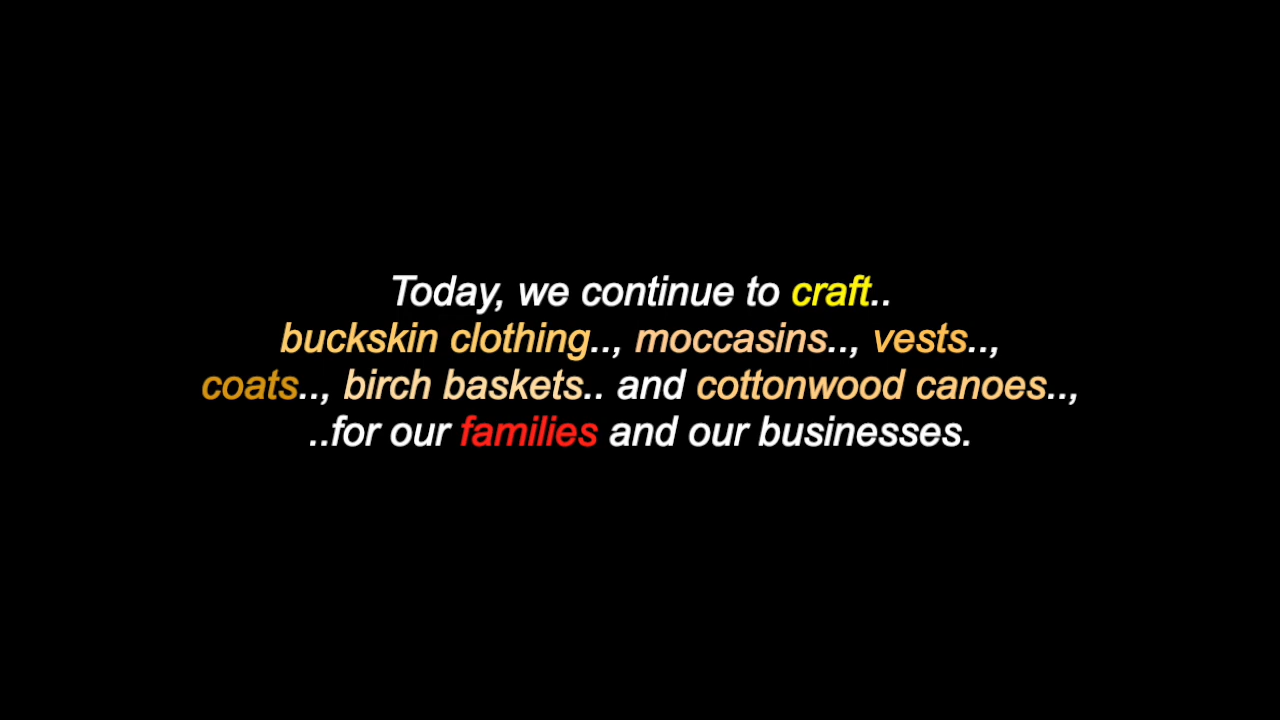 Today, we continue to craft..
buckskin clothing.., moccasins.., vests..,
coats.., birch baskets.. and cottonwood canoes..,
..for our families and our businesses.